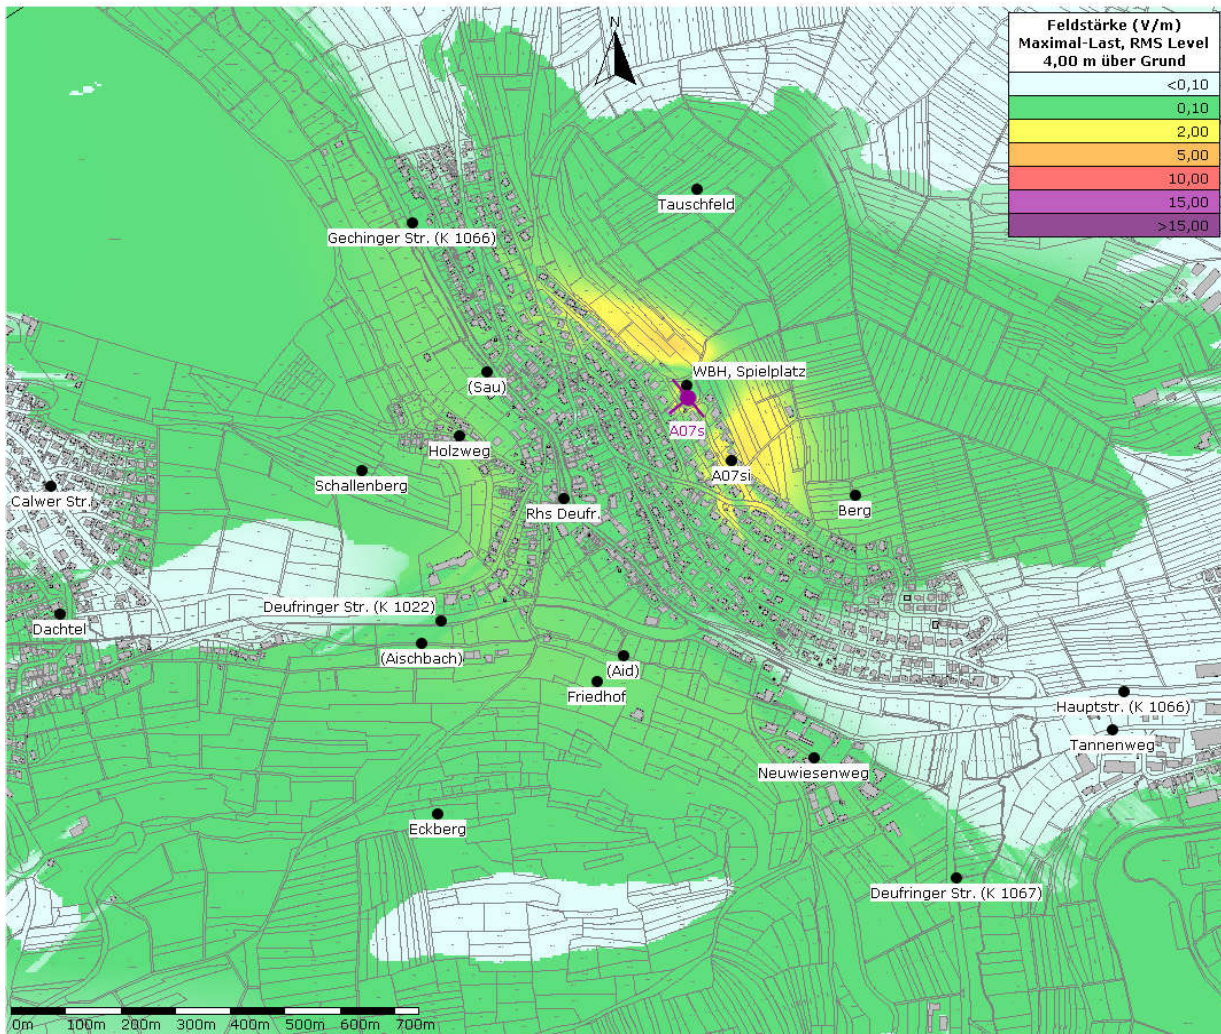 N
Feldstärke (V/m)
Maximal-Last, RMS Level
4,00 m über Grund
<0,10
0,10
2,00
5,00
10,00
15,00
>15,00
Tauschfeld
Gechinger Str. (K 1066)
WBH, Spielplatz
(Sau)
A07s
Holzweg
A07si
Schallenberg
Calwer Str.
Rhs Deufr.
Berg
Deufringer Str. (K 1022)
Dachtel
(Aischbach)
(Aid)
Friedhof
Hauptstr. (K 1066)
Tannenweg
Neuwiesenweg
Eckberg
Deufringer Str. (K 1067)
0m 100m 200m 300m 400m 500m 600m 700m